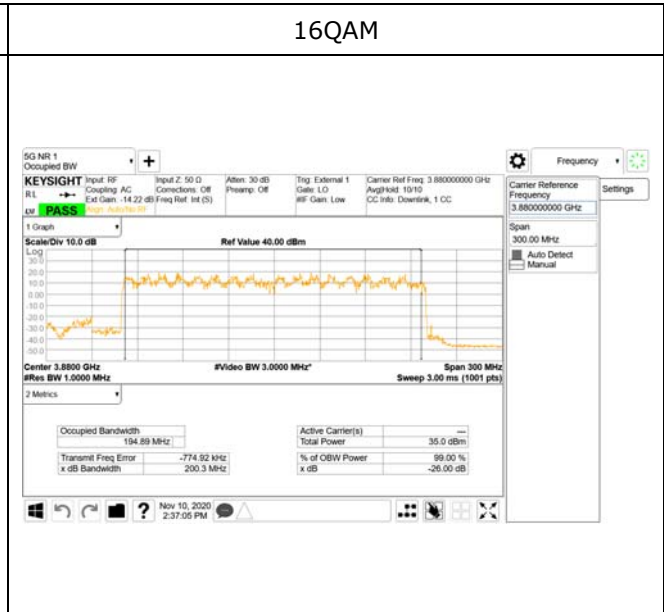 16QAM
5G NR 1
Occupied BW
+
Frequency
KEYSIGHT
Input: RF
Input Z: 50 Ω
Atten: 30 dB
Trig: External 1
Carrier Ref Freq: 3.880000000 GHz
RL
Coupling: AC
Corrections: Off
Preamp: Off
Gate: LO
Avg|Hold: 10/10
Ext Gain: -14.22 dB
Freq Ref: Int (S)
#IF Gain: Low
CC Info: Downlink, 1 CC
PASS
Align: Auto/No RF
Carrier Reference
Frequency
3.880000000 GHz
Settings
Span
300.00 MHz
Auto Detect
Manual
1 Graph
Scale/Div 10.0 dB
Ref Value 40.00 dBm
Log
30.0
20.0
10.0
0.00
-10.0
-20.0
-30.0
-40.0
-50.0
Center 3.8800 GHz
#Video BW 3.0000 MHz*
Span 300 MHz
#Res BW 1.0000 MHz
Sweep 3.00 ms (1001 pts)
2 Metrics
Occupied Bandwidth
194.89 MHz
Transmit Freq Error
-774.92 kHz
x dB Bandwidth
200.3 MHz
Active Carrier(s)
---
Total Power
35.0 dBm
% of OBW Power
99.00 %
x dB
-26.00 dB
?
Nov 10, 2020
2:37:05 PM